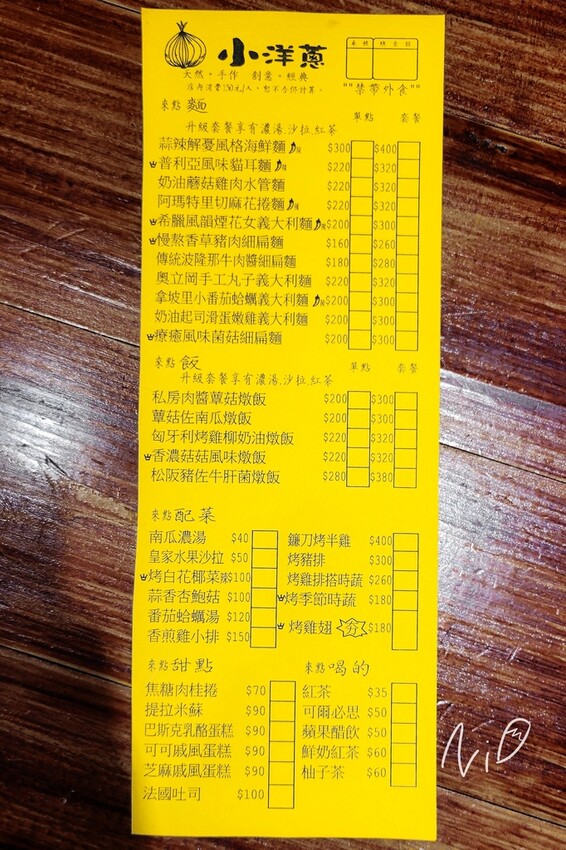 小洋蔥
天然。手作 創意。經典
店內消費150元/人、恕不合併計算。
""禁帶外食""
來點 麵 單點 套餐
升級套餐享有濃湯.沙拉.紅茶
蒜辣解憂風格海鮮麵 $300 $400
普利亞風味貓耳麵 $220 $320
奶油蘑菇雞肉水管麵 $220 $320
阿瑪特里切麻花捲麵 $220 $320
希臘風韻煙花女義大利麵 $200 $300
慢熬香草豬肉細扁麵 $160 $260
傳統波隆那牛肉醬細扁麵 $180 $280
奧立岡手工丸子義大利麵 $220 $320
拿坡里小番茄蛤蠣義大利麵 $200 $300
奶油起司滑蛋嫩雞義大利麵 $200 $300
療癒風味菌菇細扁麵 $200 $300
來點 飯 單點 套餐
升級套餐享有濃湯.沙拉.紅茶
私房肉醬蕈菇燉飯 $200 $300
蕈菇佐南瓜燉飯 $200 $300
匈牙利烤雞柳奶油燉飯 $220 $320
香濃菇菇風味燉飯 $220 $320
松阪豬佐牛肝菌燉飯 $280 $380
來點 配菜
南瓜濃湯 $40
皇家水果沙拉 $50
烤白花椰菜 $100
蒜香杏鮑菇 $100
番茄蛤蠣湯 $120
香煎雞小排 $150
鐮刀烤半雞 $400
烤豬排 $300
烤雞排搭時蔬 $260
烤季節時蔬 $180
烤雞翅 夯 $180
來點 甜點
焦糖肉桂捲 $70
提拉米蘇 $90
巴斯克乳酪蛋糕 $90
可可戚風蛋糕 $90
芝麻戚風蛋糕 $90
法國吐司 $100
來點 喝的
紅茶 $35
可爾必思 $50
蘋果醋飲 $50
鮮奶紅茶 $60
柚子茶 $60